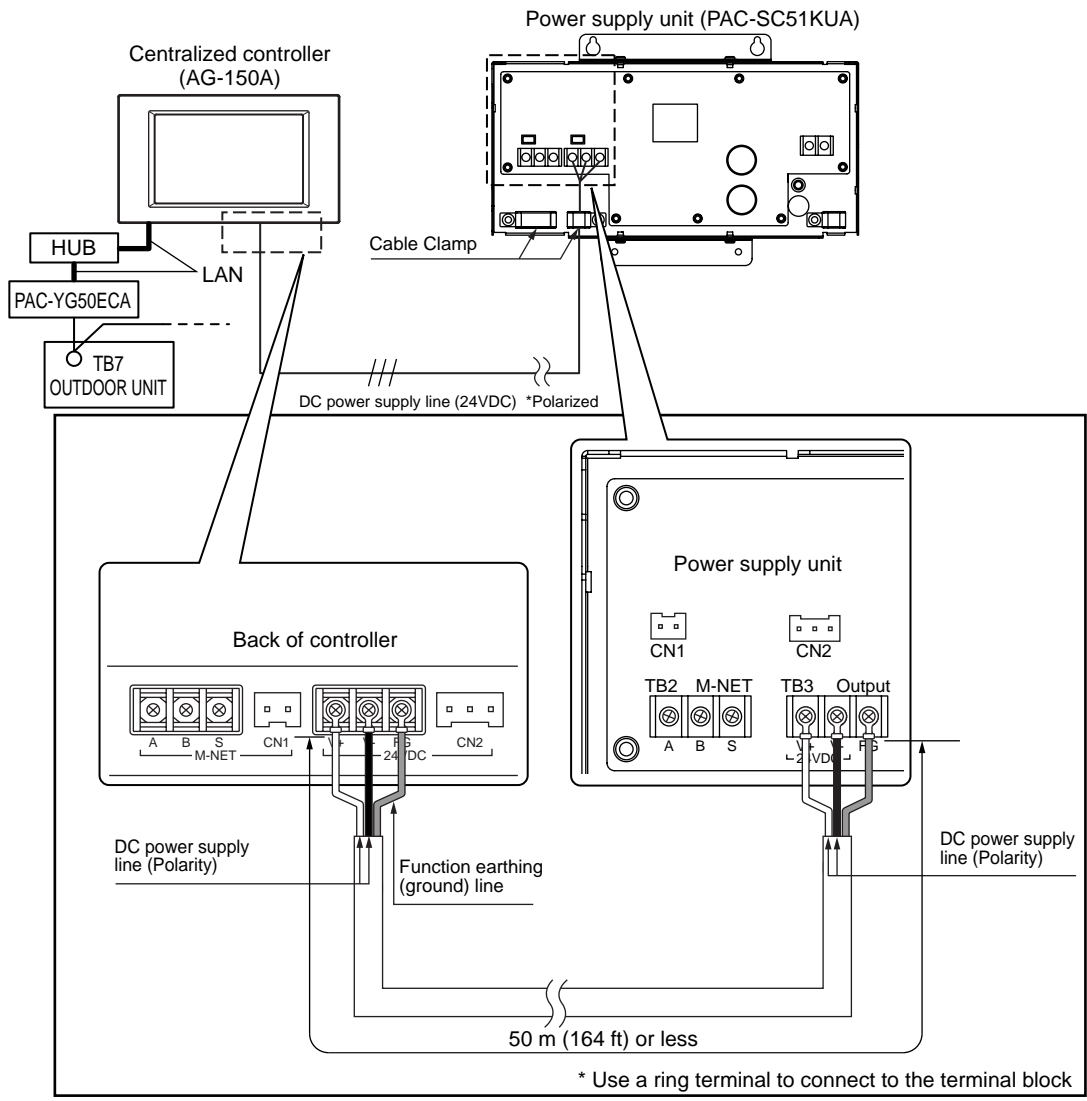 Power supply unit (PAC-SC51KUA)
Centralized controller
(AG-150A)
Cable Clamp
HUB
LAN
PAC-YG50ECA
TB7
OUTDOOR UNIT
DC power supply line (24VDC) *Polarized
Power supply unit
CN1
CN2
TB2 M-NET TB3 Output
A B S V+ V- FG
24VDC
Back of controller
A B S CN1 V+ V- FG CN2
M-NET 24VDC
DC power supply
line (Polarity)
Function earthing
(ground) line
DC power supply
line (Polarity)
50 m (164 ft) or less
* Use a ring terminal to connect to the terminal block